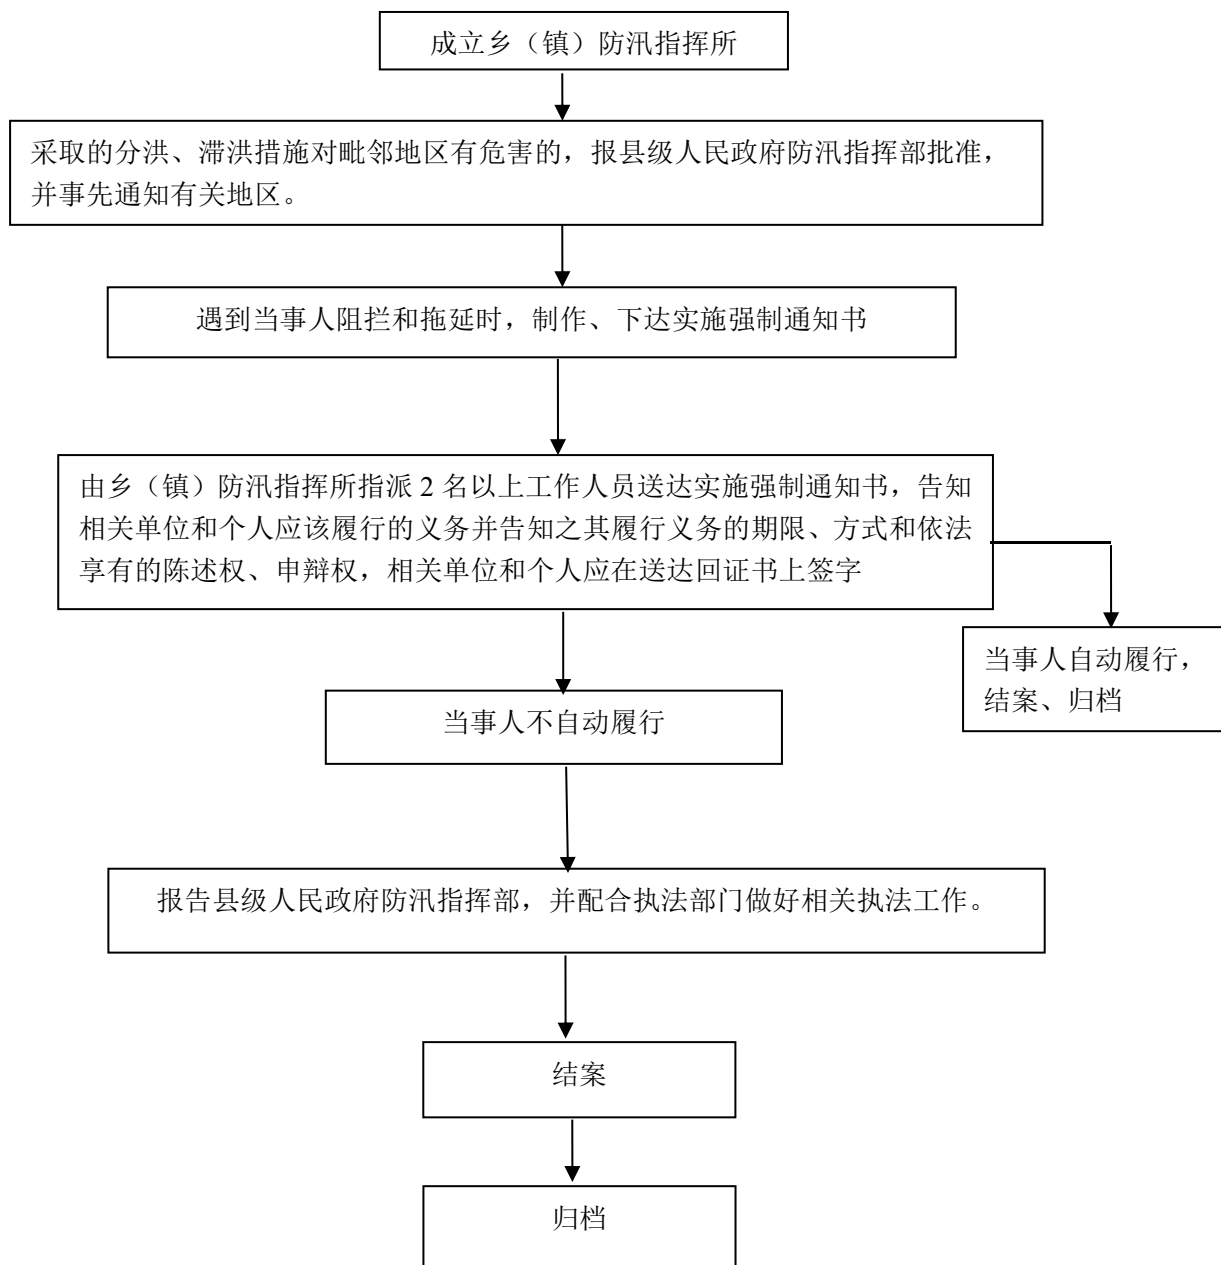 成立乡（镇）防汛指挥所
采取的分洪、滞洪措施对毗邻地区有危害的，报县级人民政府防汛指挥部批准，
并事先通知有关地区。
遇到当事人阻拦和拖延时，制作、下达实施强制通知书
由乡（镇）防汛指挥所指派 2 名以上工作人员送达实施强制通知书，告知
相关单位和个人应该履行的义务并告知之其履行义务的期限、方式和依法
享有的陈述权、申辩权，相关单位和个人应在送达回证书上签字
当事人自动履行，
结案、归档
当事人不自动履行
报告县级人民政府防汛指挥部，并配合执法部门做好相关执法工作。
结案
归档